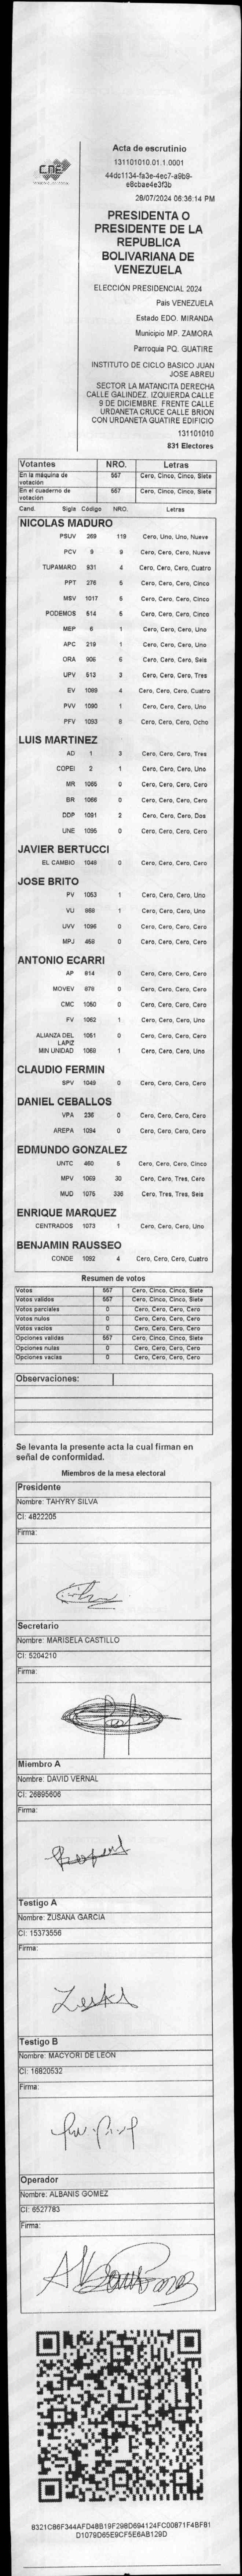 CNE
Acta de escrutinio
131101010.01.1.0001
44dc1134-fa3e-4ec7-a9b9-
e8cbae4e3f3b
28/07/2024 06:36:14 PM
PRESIDENTA O
PRESIDENTE DE LA
REPUBLICA
BOLIVARIANA DE
VENEZUELA
ELECCIÓN PRESIDENCIAL 2024
País VENEZUELA
Estado EDO. MIRANDA
Municipio MP. ZAMORA
Parroquia PQ. GUATIRE
INSTITUTO DE CICLO BASICO JUAN
JOSE ABREU
SECTOR LA MATANCITA DERECHA
CALLE GALINDEZ. IZQUIERDA CALLE
9 DE DICIEMBRE. FRENTE CALLE
URDANETA CRUCE CALLE BRION
CON URDANETA GUATIRE EDIFICIO
131101010
831 Electores
Votantes NRO. Letras
En la máquina de votación 557 Cero, Cinco, Cinco, Siete
En el cuaderno de votación 557 Cero, Cinco, Cinco, Siete
Cand. Sigla Código NRO. Letras
NICOLAS MADURO
PSUV 269 119 Cero, Uno, Uno, Nueve
PCV 9 9 Cero, Cero, Cero, Nueve
TUPAMARO 931 4 Cero, Cero, Cero, Cuatro
PPT 276 5 Cero, Cero, Cero, Cinco
MSV 1017 5 Cero, Cero, Cero, Cinco
PODEMOS 514 5 Cero, Cero, Cero, Cinco
MEP 6 1 Cero, Cero, Cero, Uno
APC 219 1 Cero, Cero, Cero, Uno
ORA 906 6 Cero, Cero, Cero, Seis
UPV 513 3 Cero, Cero, Cero, Tres
EV 1088 4 Cero, Cero, Cero, Cuatro
PVV 1090 1 Cero, Cero, Cero, Uno
PFV 1093 8 Cero, Cero, Cero, Ocho
LUIS MARTINEZ
AD 1 3 Cero, Cero, Cero, Tres
COPEI 2 1 Cero, Cero, Cero, Uno
MR 1065 0 Cero, Cero, Cero, Cero
BR 1066 0 Cero, Cero, Cero, Cero
DDP 1091 2 Cero, Cero, Cero, Dos
UNE 1095 0 Cero, Cero, Cero, Cero
JAVIER BERTUCCI
EL CAMBIO 1048 0 Cero, Cero, Cero, Cero
JOSE BRITO
PV 1053 1 Cero, Cero, Cero, Uno
VU 868 1 Cero, Cero, Cero, Uno
UVV 1096 0 Cero, Cero, Cero, Cero
MPJ 458 0 Cero, Cero, Cero, Cero
ANTONIO ECARRI
AP 814 0 Cero, Cero, Cero, Cero
MOVEV 878 0 Cero, Cero, Cero, Cero
CMC 1050 0 Cero, Cero, Cero, Cero
FV 1062 1 Cero, Cero, Cero, Uno
ALIANZA DEL LAPIZ 1051 0 Cero, Cero, Cero, Cero
MIN UNIDAD 1069 1 Cero, Cero, Cero, Uno
CLAUDIO FERMIN
SPV 1049 0 Cero, Cero, Cero, Cero
DANIEL CEBALLOS
VPA 236 0 Cero, Cero, Cero, Cero
AREPA 1094 0 Cero, Cero, Cero, Cero
EDMUNDO GONZALEZ
UNTC 460 5 Cero, Cero, Cero, Cinco
MPV 1069 30 Cero, Cero, Tres, Cero
MUD 1075 336 Cero, Tres, Tres, Seis
ENRIQUE MARQUEZ
CENTRADOS 1073 1 Cero, Cero, Cero, Uno
BENJAMIN RAUSSEO
CONDE 1092 4 Cero, Cero, Cero, Cuatro
Resumen de votos
Votos 557 Cero, Cinco, Cinco, Siete
Votos validos 557 Cero, Cinco, Cinco, Siete
Votos parciales 0 Cero, Cero, Cero, Cero
Votos nulos 0 Cero, Cero, Cero, Cero
Votos vacíos 0 Cero, Cero, Cero, Cero
Opciones validas 557 Cero, Cinco, Cinco, Siete
Opciones nulas 0 Cero, Cero, Cero, Cero
Opciones vacías 0 Cero, Cero, Cero, Cero
Observaciones:
Se levanta la presente acta la cual firman en
señal de conformidad.
Miembros de la mesa electoral
Presidente
Nombre: TAHYRY SILVA
CI: 4822205
Firma:
Secretario
Nombre: MARISELA CASTILLO
CI: 5204210
Firma:
Miembro A
Nombre: DAVID VERNAL
CI: 26895606
Firma:
Testigo A
Nombre: ZUSANA GARCIA
CI: 15373556
Firma:
Testigo B
Nombre: MACYORI DE LEON
CI: 16820532
Firma:
Operador
Nombre: ALBANIS GOMEZ
CI: 6527783
Firma:
8321C86F344AFD48B19F298D694124FC00871F4BF81
D1079D65E9CF5E6AB129D